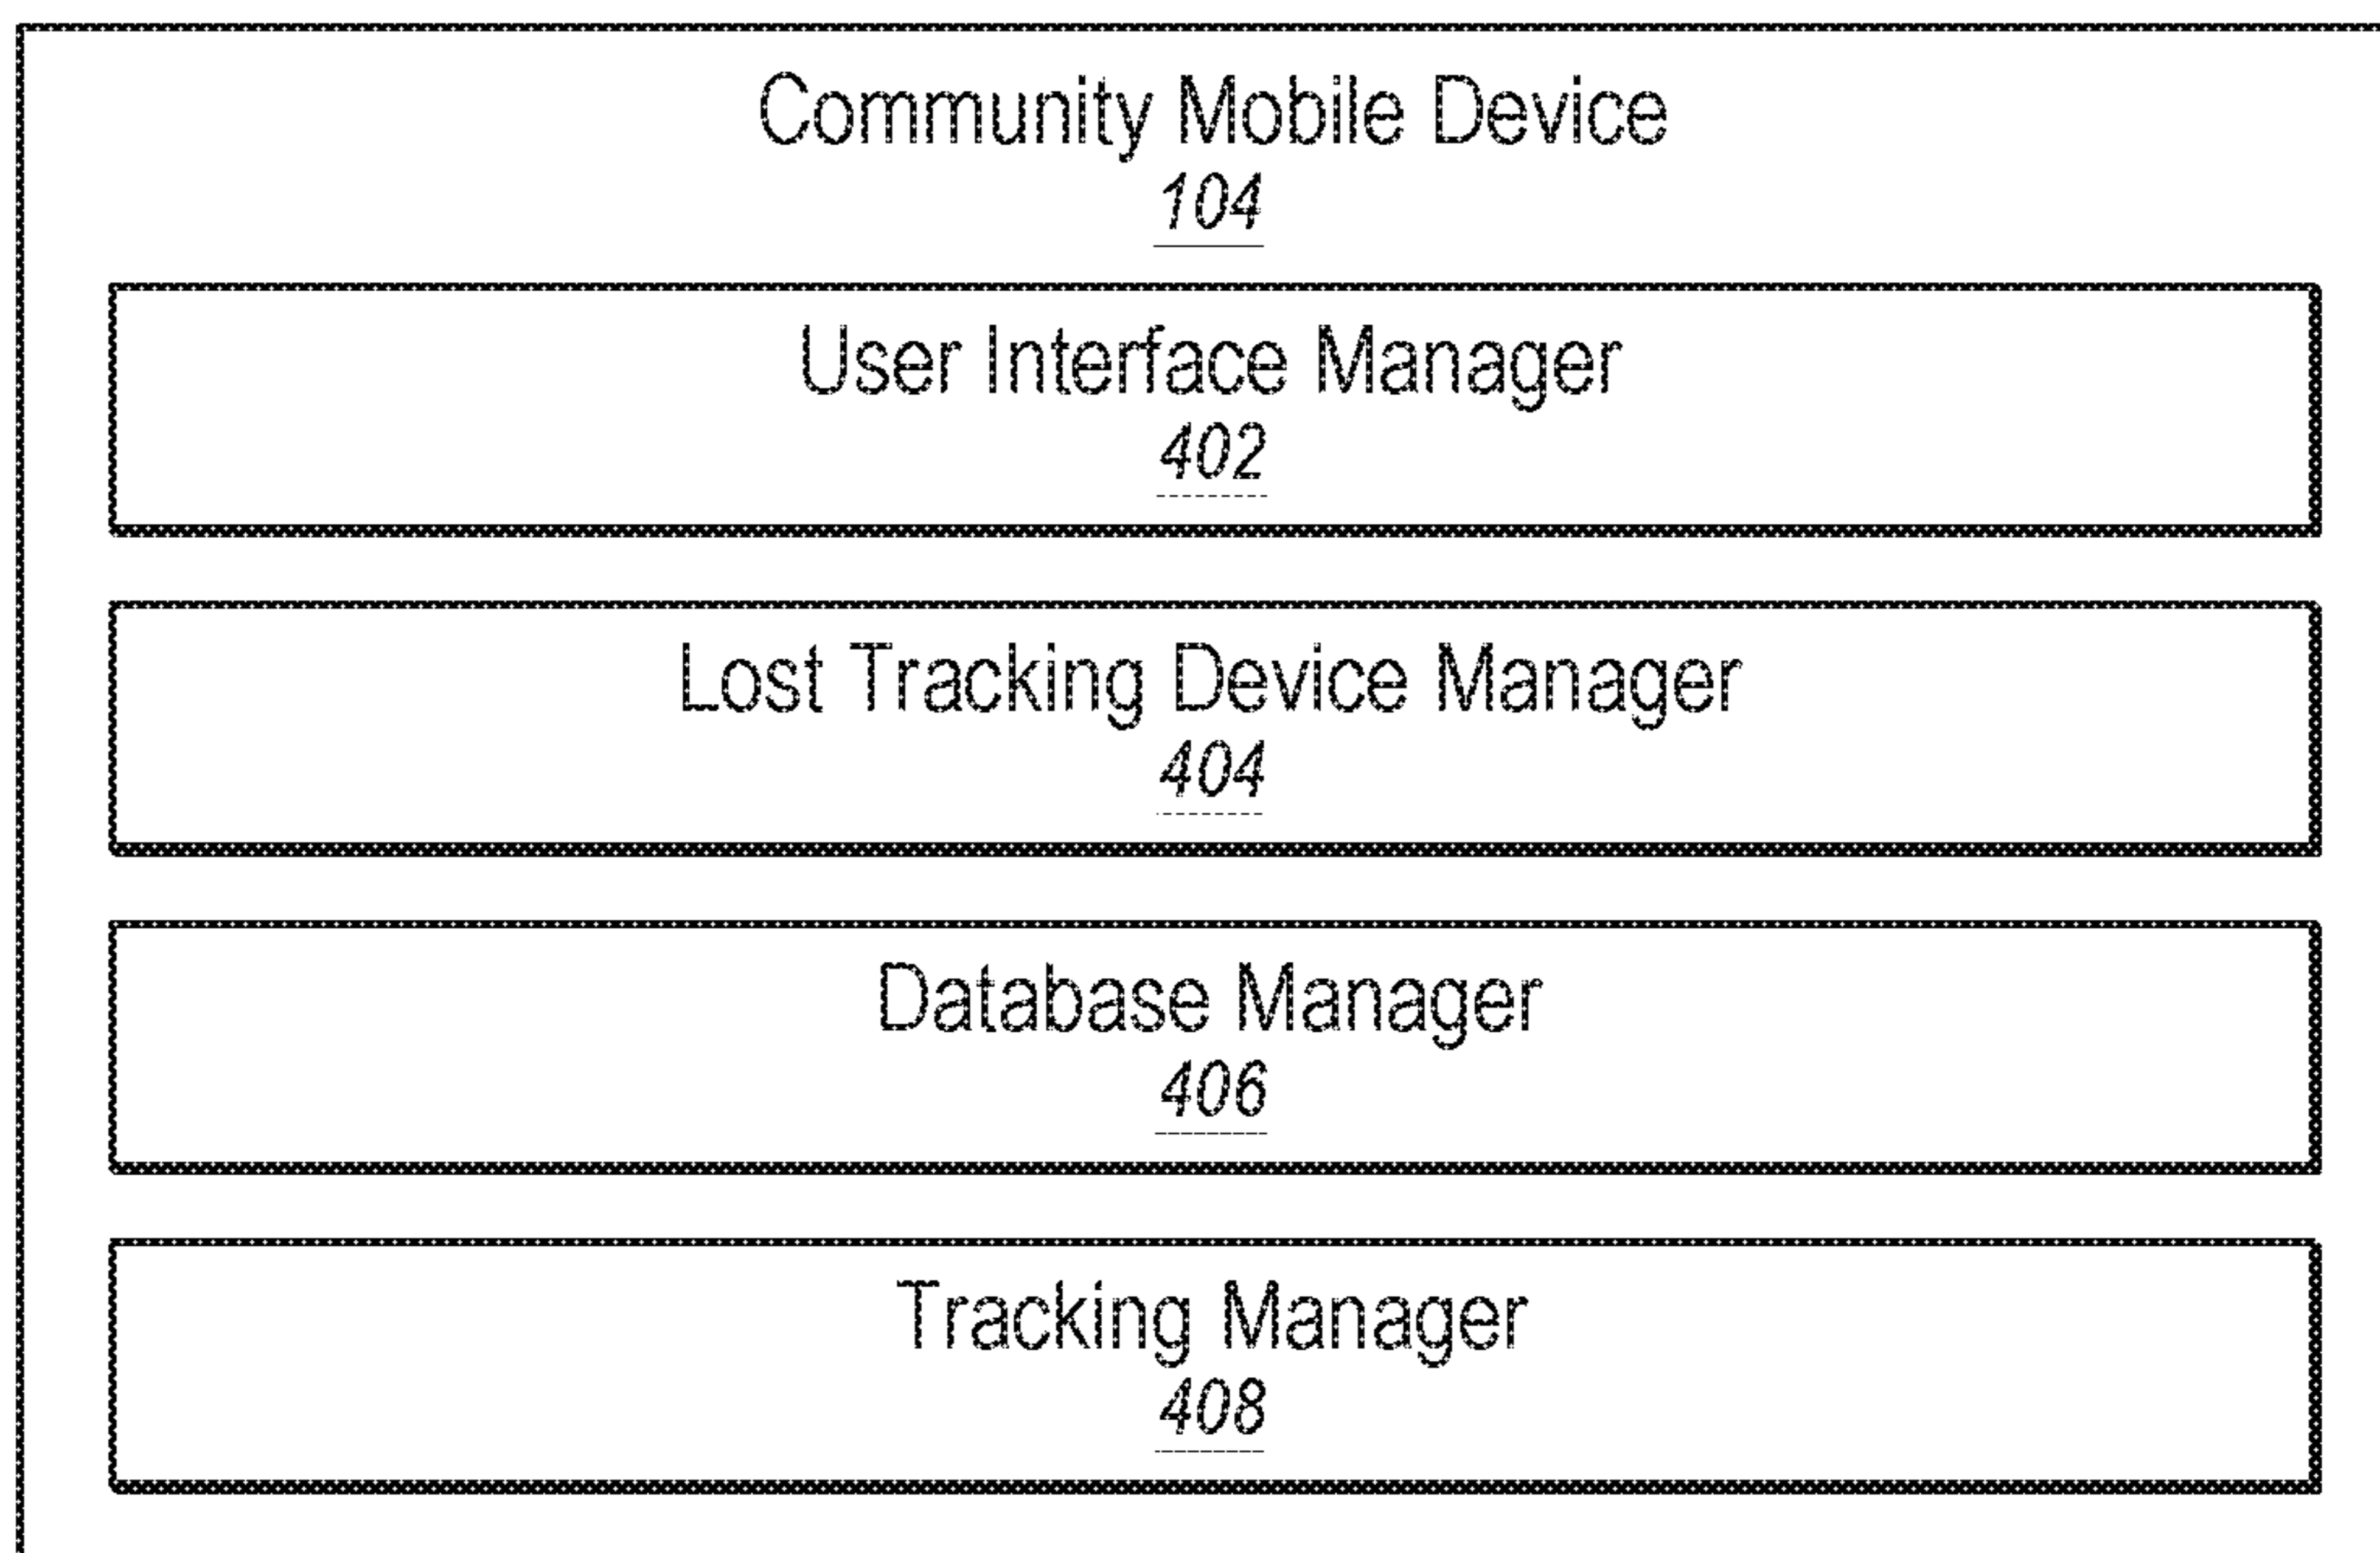 Community Mobile Device
104
User Interface Manager
402
Lost Tracking Device Manager
404
Database Manager
406
Tracking Manager
408